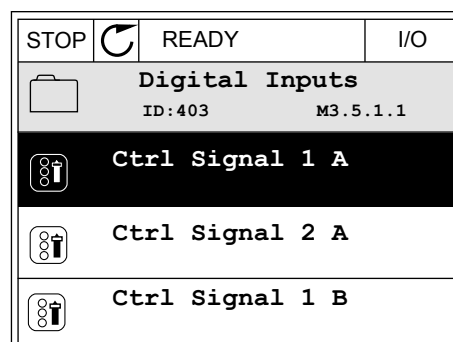 STOP READY I/O
Digital Inputs
ID:403 M3.5.1.1
Ctrl Signal 1 A
Ctrl Signal 2 A
Ctrl Signal 1 B